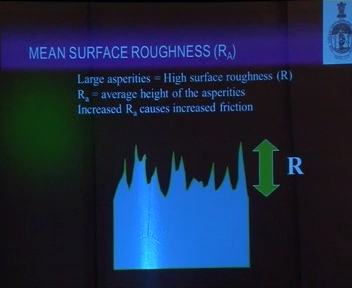 MEAN SURFACE ROUGHNESS (RA)
Large asperities = High surface roughness (R)
Ra = average height of the asperities
Increased Ra causes increased friction
R